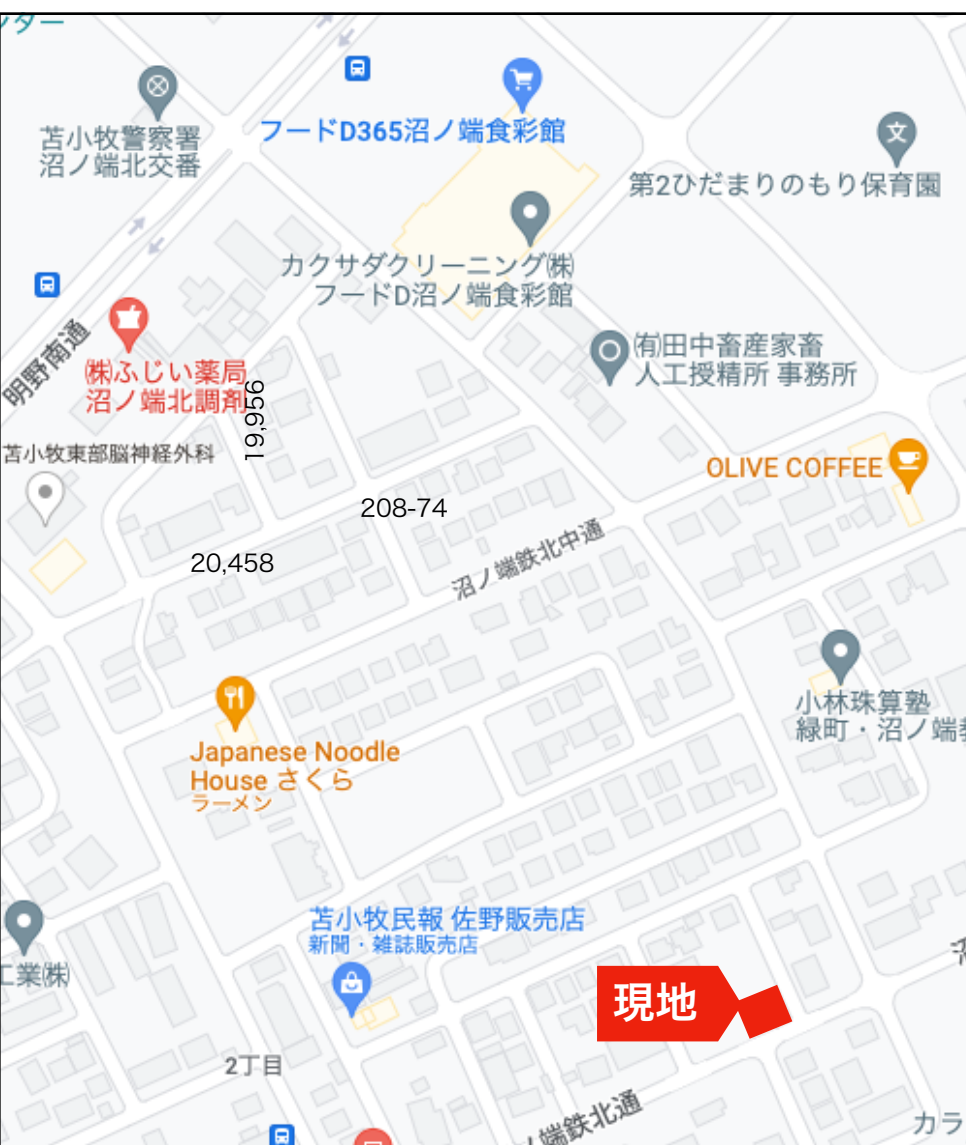 ンター
苫小牧警察署
沼ノ端北交番
フードD365沼ノ端食彩館
文
第2ひだまりのもり保育園
カクサダクリーニング㈱
フードD沼ノ端食彩館
明野南通
㈱ふじい薬局
沼ノ端北調剤
19,956
㈲田中畜産家畜
人工授精所 事務所
苫小牧東部脳神経外科
OLIVE COFFEE
208-74
沼ノ端鉄北中通
20,458
小林珠算塾
緑町・沼ノ端教
Japanese Noodle
House さくら
ラーメン
苫小牧民報 佐野販売店
新聞・雑誌販売店
工業㈱
現地
2丁目
ノ端鉄北通
カラ